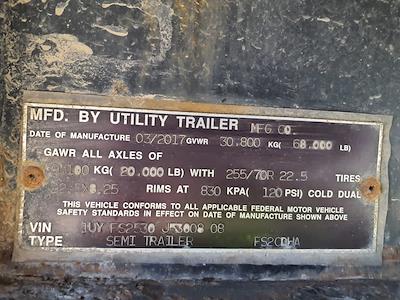 MFD. BY UTILITY TRAILER MFG CO.
DATE OF MANUFACTURE 03/2017 GVWR 30.800 KG( 68.000 LB)
GAWR ALL AXLES OF
KG( 20.000 LB) WITH 255/70R 22.5 TIRES
RIMS AT 830 KPA( 120 PSI) COLD DUAL
THIS VEHICLE CONFORMS TO ALL APPLICABLE FEDERAL MOTOR VEHICLE
SAFETY STANDARDS IN EFFECT ON DATE OF MANUFACTURE SHOWN ABOVE
VIN 1UY FS2530
TYPE SEMI TRAILER